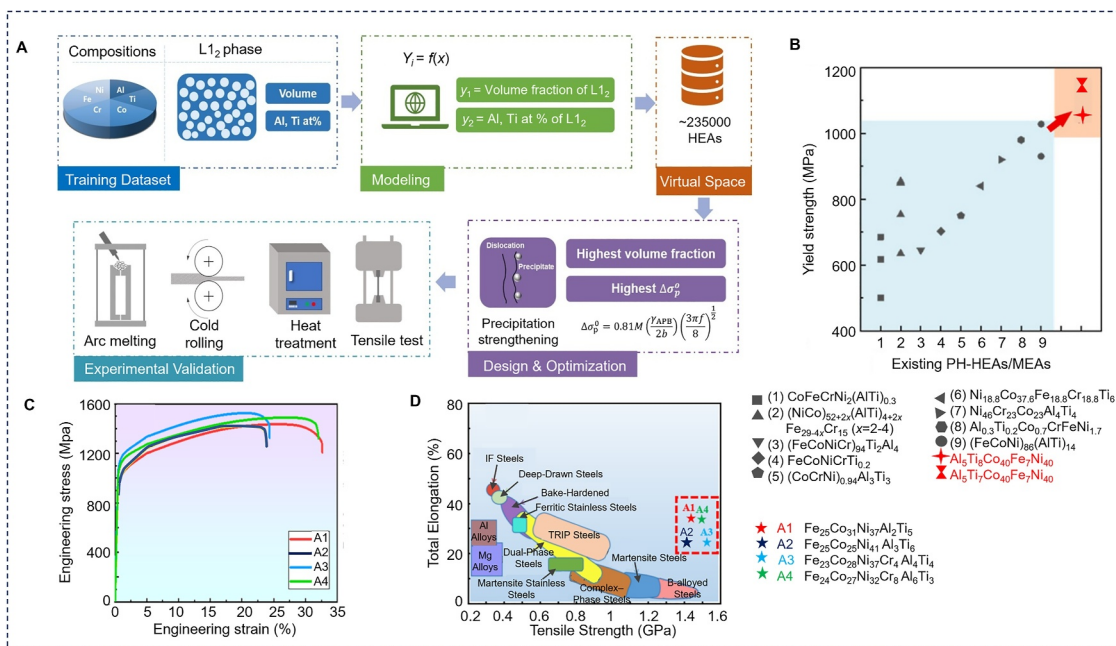 A
Compositions
L1₂ phase
Ni
Al
Fe
Ti
Cr
Co
Volume
Al, Ti at%
Training Dataset
Yᵢ = f(x)
y₁ = Volume fraction of L1₂
y₂ = Al, Ti at % of L1₂
Modeling
~235000
HEAs
Virtual Space
Dislocation
Precipitate
Precipitation
strengthening
Highest volume fraction
Highest Δσₚᵒ
Δσₚ⁰ = 0.81M (γAPB/2b) (3πf/8)^1/2
Design & Optimization
Arc melting
Cold
rolling
Heat
treatment
Tensile test
Experimental Validation
B
Yield strength (MPa)
1200
1000
800
600
400
1 2 3 4 5 6 7 8 9
Existing PH-HEAs/MEAs
(1) CoFeCrNi₂(AlTi)₀.₃
(2) (NiCo)₅₂₊₂ₓ(AlTi)₄₊₂ₓ
Fe₂₉₋₄ₓCr₁₅ (x=2-4)
(3) (FeCoNiCr)₉₄Ti₂Al₄
(4) FeCoNiCrTi₀.₂
(5) (CoCrNi)₀.₉₄Al₃Ti₃
(6) Ni₁₈.₈Co₃₇.₆Fe₁₈.₈Cr₁₈.₈Ti₆
(7) Ni₄₆Cr₂₃Co₂₃Al₄Ti₄
(8) Al₀.₃Ti₀.₂Co₀.₇CrFeNi₁.₇
(9) (FeCoNi)₈₆(AlTi)₁₄
Al₅Ti₈Co₄₀Fe₇Ni₄₀
Al₅Ti₇Co₄₀Fe₇Ni₄₀
C
Engineering stress (Mpa)
1600
1200
800
400
0
0 5 10 15 20 25 30 35
Engineering strain (%)
A1
A2
A3
A4
D
Total Elongation (%)
80
60
40
20
0
0.2 0.4 0.6 0.8 1 1.2 1.4 1.6
Tensile Strength (GPa)
IF Steels
Deep-Drawn Steels
Bake-Hardened
Ferritic Stainless Steels
Al
Alloys
Mg
Alloys
TRIP Steels
Dual-Phase
Steels
Martensite Steels
Martensite Stainless
Steels
Complex–
Phase Steels
B-alloyed
Steels
A1 A4
A2 A3
A1 Fe₂₅Co₃₁Ni₃₇Al₂Ti₅
A2 Fe₂₅Co₂₅Ni₄₁ Al₃Ti₆
A3 Fe₂₃Co₂₈Ni₃₇Cr₄ Al₄Ti₄
A4 Fe₂₄Co₂₇Ni₃₂Cr₈ Al₆Ti₃